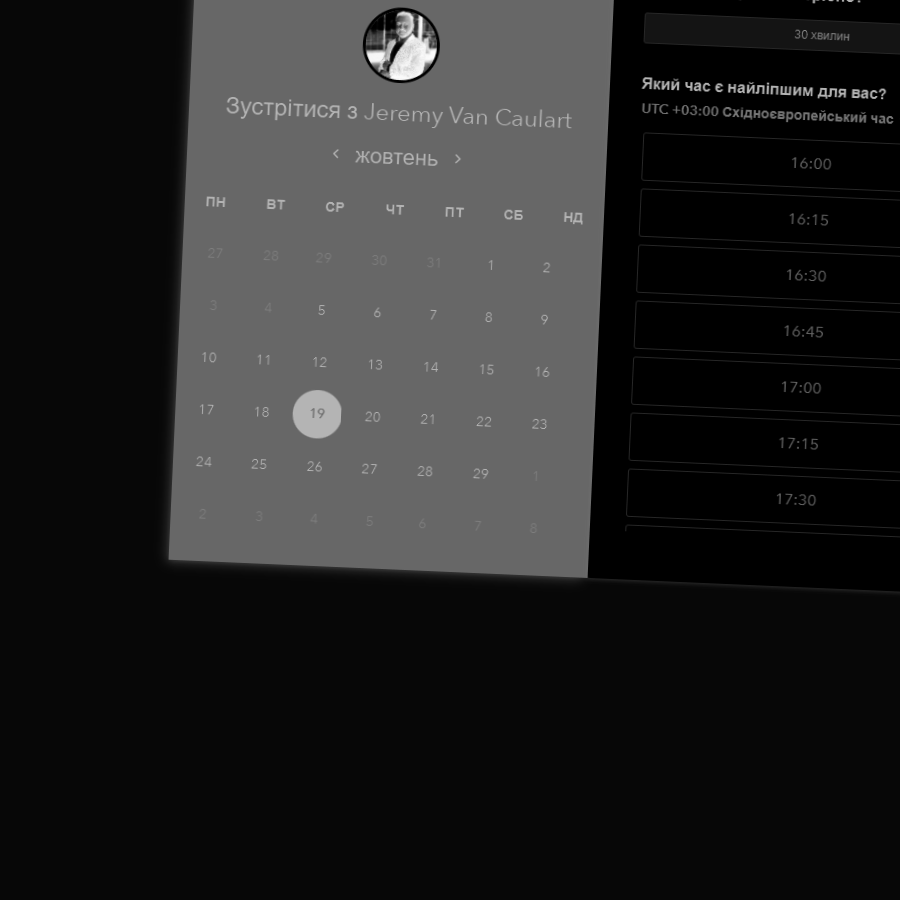 Зустрітися з Jeremy Van Caulart
жовтень
ПН ВТ СР ЧТ ПТ СБ НД
27 28 29 30 31 1 2
3 4 5 6 7 8 9
10 11 12 13 14 15 16
17 18 19 20 21 22 23
24 25 26 27 28 29 1
2 3 4 5 6 7 8
30 хвилин
Який час є найліпшим для вас?
UTC +03:00 Східноєвропейський час
16:00
16:15
16:30
16:45
17:00
17:15
17:30